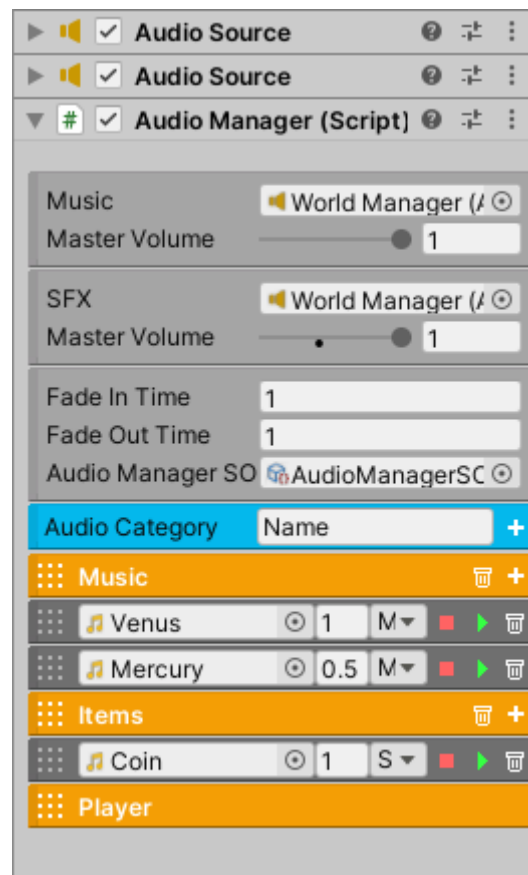 Audio Source
Audio Source
# Audio Manager (Script)
Music World Manager (A
Master Volume 1
SFX World Manager (A
Master Volume 1
Fade In Time 1
Fade Out Time 1
Audio Manager SO AudioManagerSC
Audio Category Name +
Music +
Venus 1 M
Mercury 0.5 M
Items +
Coin 1 S
Player